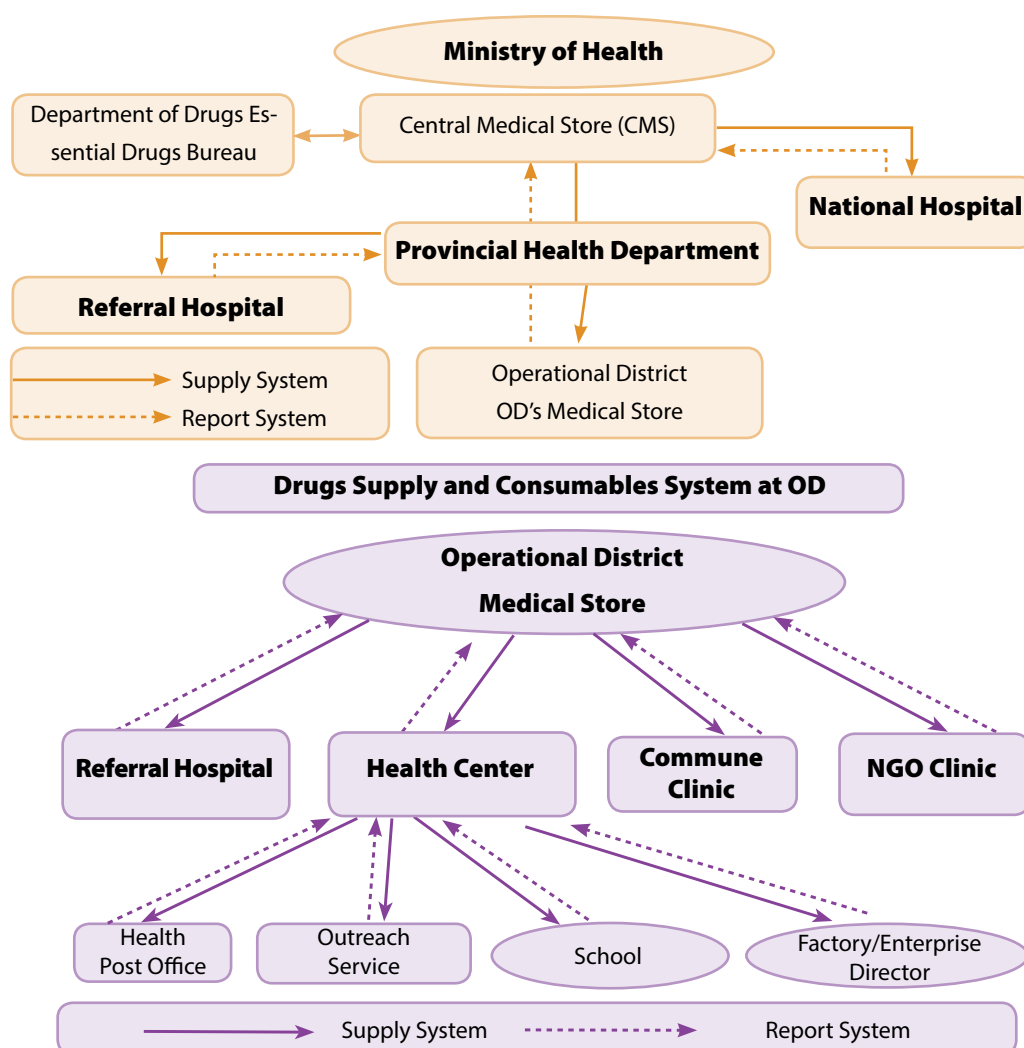 Ministry of Health
Department of Drugs Es-
sential Drugs Bureau
Central Medical Store (CMS)
National Hospital
Provincial Health Department
Referral Hospital
Supply System
Report System
Operational District
OD's Medical Store
Drugs Supply and Consumables System at OD
Operational District
Medical Store
Referral Hospital
Health Center
Commune
Clinic
NGO Clinic
Health
Post Office
Outreach
Service
School
Factory/Enterprise
Director
Supply System
Report System